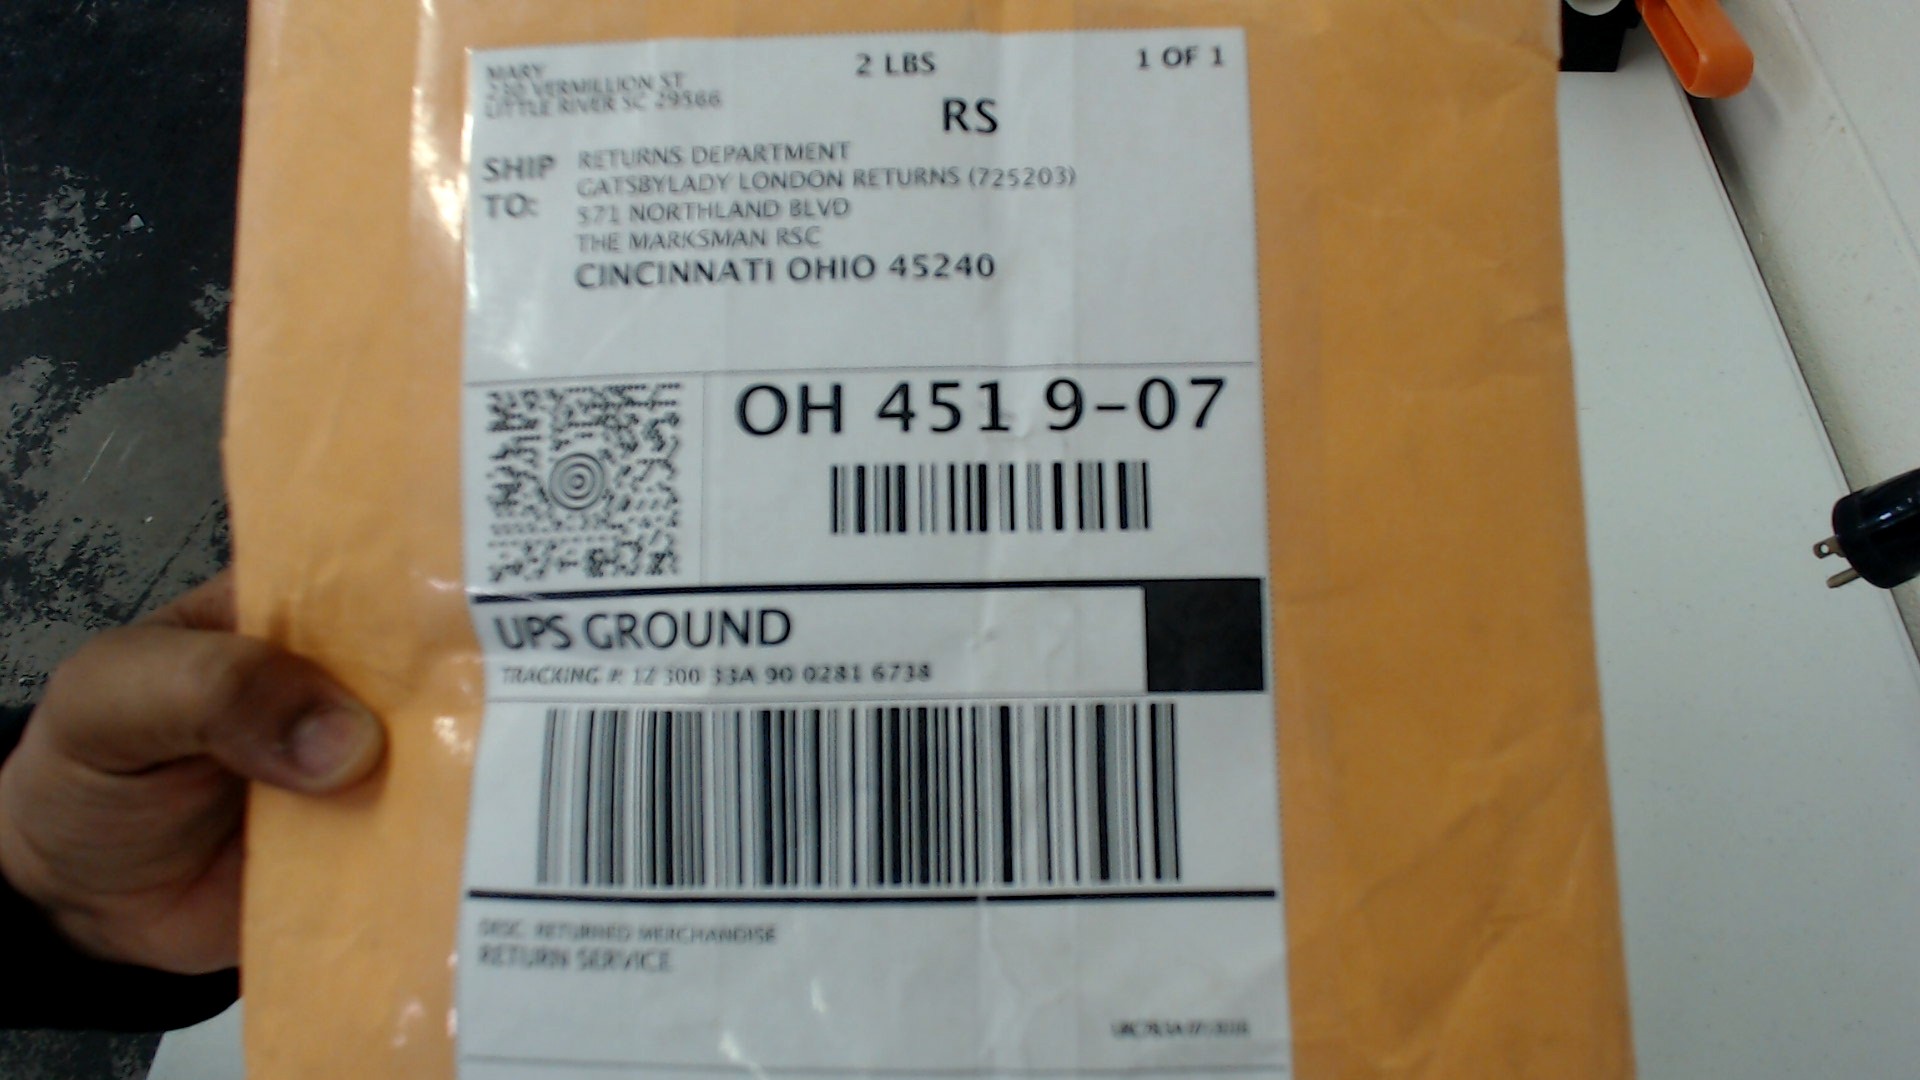 MARY
250 VERMILLION ST
LITTLE RIVER SC 29566
2 LBS
1 OF 1
RS
SHIP TO:
RETURNS DEPARTMENT
GATSBYLADY LONDON RETURNS (725203)
571 NORTHLAND BLVD
THE MARKSMAN RSC
CINCINNATI OHIO 45240
OH 451 9-07
UPS GROUND
TRACKING #: 1Z 300 33A 90 0281 6738
DESC: RETURNED MERCHANDISE
RETURN SERVICE